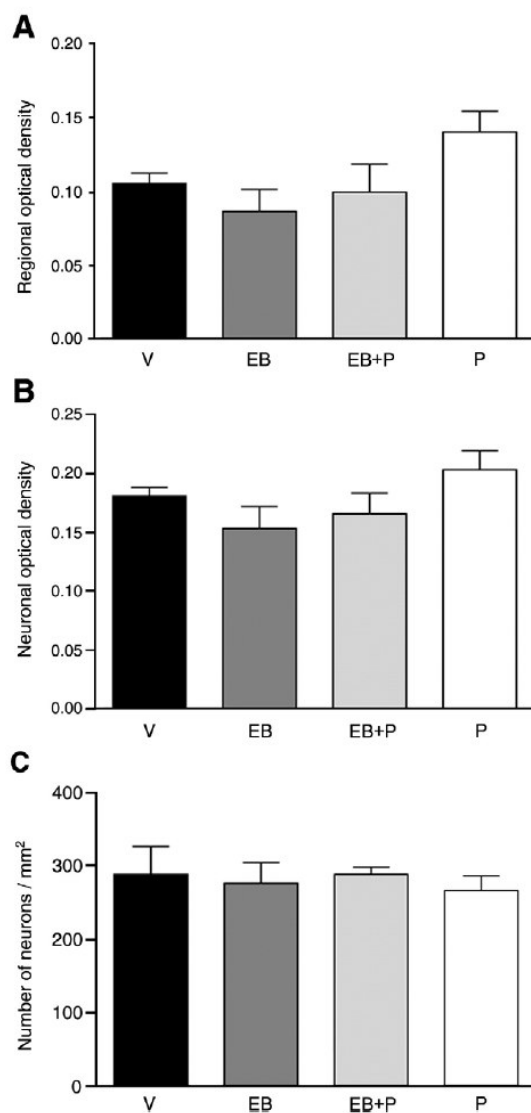 A
Regional optical density
0.20
0.15
0.10
0.05
0.00
V EB EB+P P
B
Neuronal optical density
0.25
0.20
0.15
0.10
0.05
0.00
V EB EB+P P
C
Number of neurons / mm²
400
300
200
100
0
V EB EB+P P